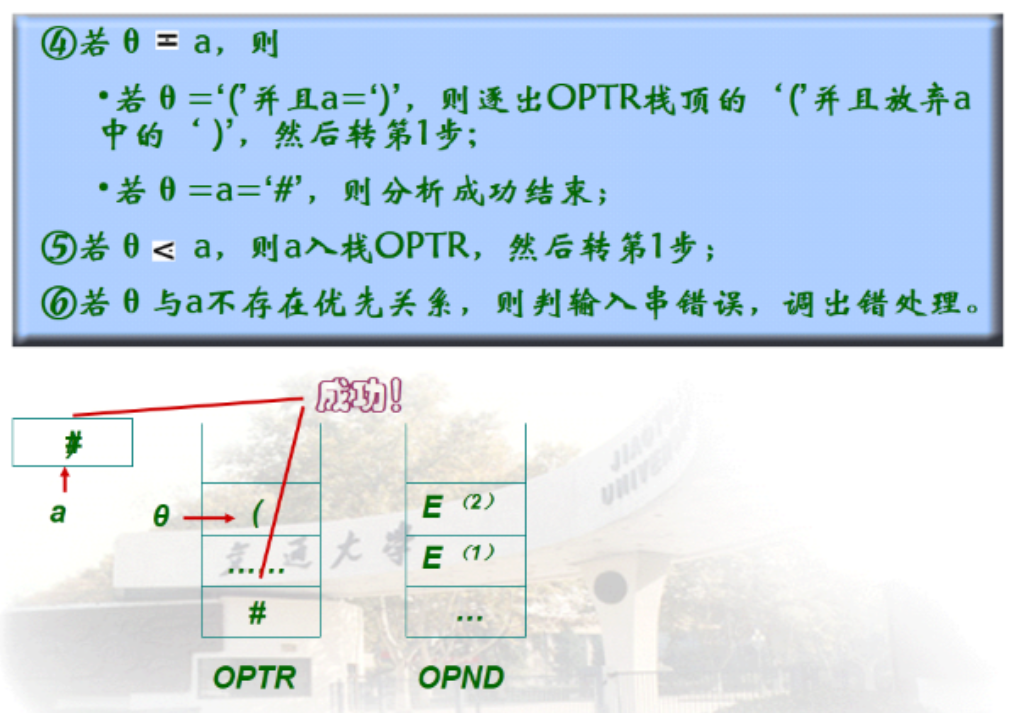 ④若 θ = a，则
•若 θ =‘(’并且a=‘)’，则逐出OPTR栈顶的‘(’并且放弃a
中的‘ )’，然后转第1步；
•若 θ =a=‘#’，则分析成功结束；
⑤若 θ ⋖ a，则a入栈OPTR，然后转第1步；
⑥若 θ 与a不存在优先关系，则判输入串错误，调出错处理。
成功！
#
a
θ
(
……
#
OPTR
E （2）
E （1）
…
OPND
交通大学
JIAOTO
UNIVER